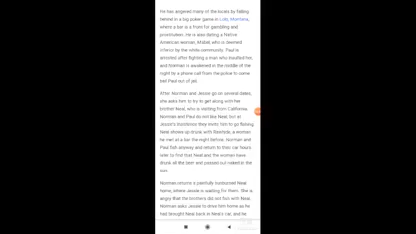 he has angered many of the locals by falling
behind in a big poker game in Lolo, Montana,
where a bar is a front for gambling and
prostitution. He is also dating a Native
American woman, Mabel, who is deemed
inferior by the white community. Paul is
arrested after fighting a man who insulted her,
and Norman is awakened in the middle of the
night by a phone call from the police to come
bail Paul out of jail.
After Norman and Jessie go on several dates,
she asks him to try to get along with her
brother Neal, who is visiting from California.
Norman and Paul do not like Neal, but at
Jessie's insistence they invite him to go fishing.
Neal shows up drunk with Rawhide, a woman
he met at a bar the night before. Norman and
Paul fish anyway and return to their car hours
later to find that Neal and the woman have
drunk all the beer and passed out naked in the
sun.
Norman returns a painfully sunburned Neal
home, where Jessie is waiting for them. She is
angry that the brothers did not fish with Neal.
Norman asks Jessie to drive him home as he
had brought Neal back in Neal's car, and he